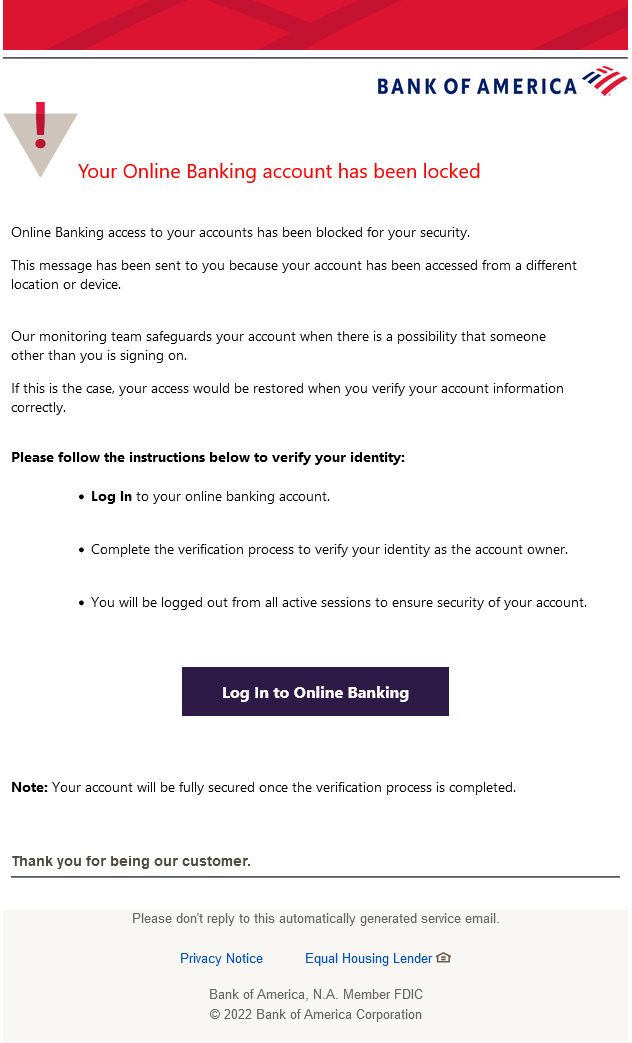 BANK OF AMERICA
!
Your Online Banking account has been locked
Online Banking access to your accounts has been blocked for your security.
This message has been sent to you because your account has been accessed from a different
location or device.
Our monitoring team safeguards your account when there is a possibility that someone
other than you is signing on.
If this is the case, your access would be restored when you verify your account information
correctly.
Please follow the instructions below to verify your identity:
• Log In to your online banking account.
• Complete the verification process to verify your identity as the account owner.
• You will be logged out from all active sessions to ensure security of your account.
Log In to Online Banking
Note: Your account will be fully secured once the verification process is completed.
Thank you for being our customer.
Please don't reply to this automatically generated service email.
Privacy Notice Equal Housing Lender
Bank of America, N.A. Member FDIC
© 2022 Bank of America Corporation